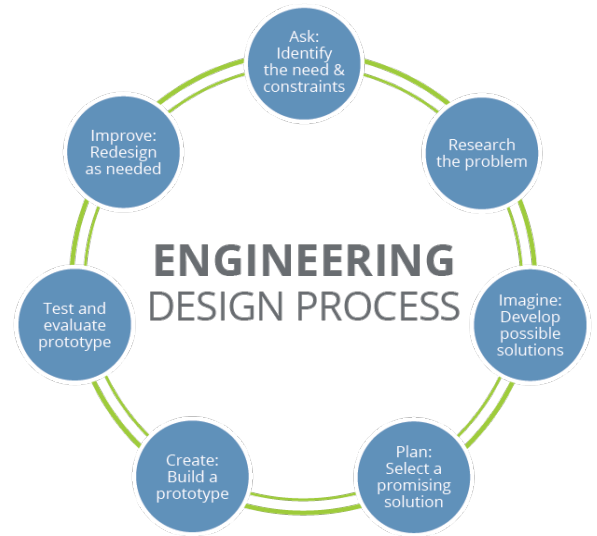 Ask:
Identify
the need &
constraints
Research
the problem
Imagine:
Develop
possible
solutions
Plan:
Select a
promising
solution
Create:
Build a
prototype
Test and
evaluate
prototype
Improve:
Redesign
as needed
ENGINEERING
DESIGN PROCESS